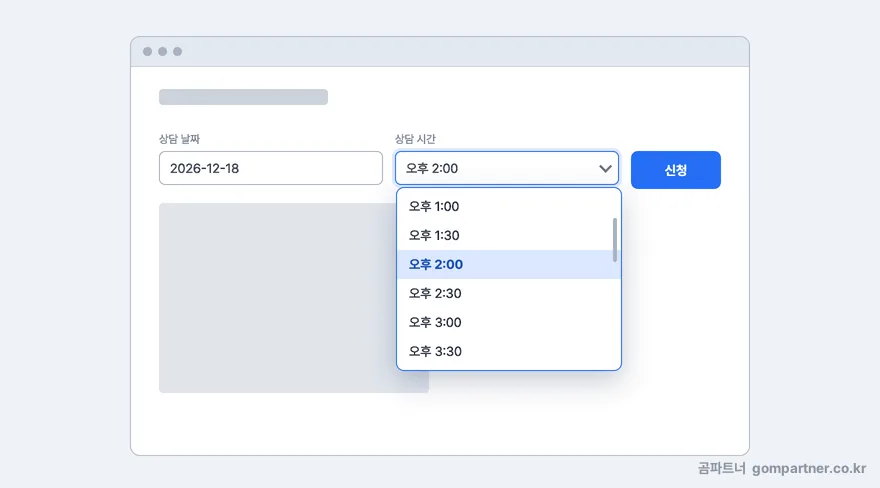 상담 날짜
상담 시간
2026-12-18
오후 2:00
신청
오후 1:00
오후 1:30
오후 2:00
오후 2:30
오후 3:00
오후 3:30
곰파트너 gompartner.co.kr